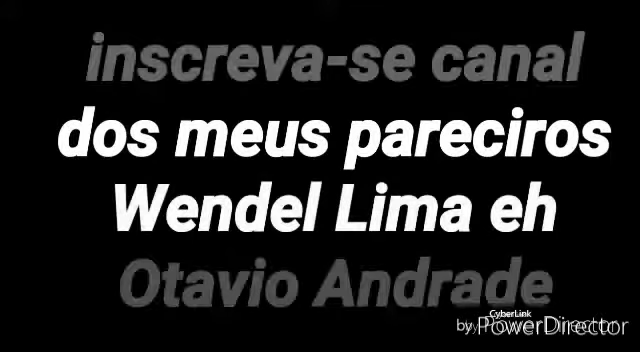 inscreva-se canal
dos meus pareciros
Wendel Lima eh
Otavio Andrade
CyberLink
by PowerDirector